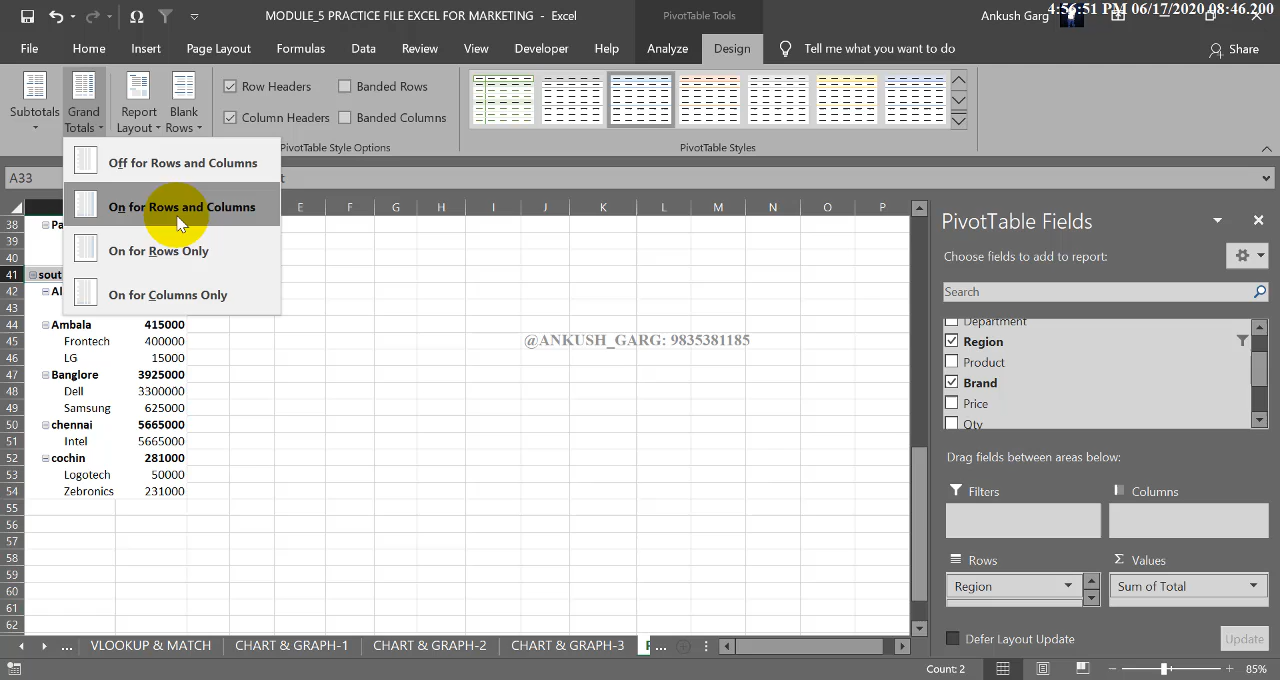 MODULE_5 PRACTICE FILE EXCEL FOR MARKETING - Excel
PivotTable Tools
Ankush Garg
4:56:51 PM 06/17/2020 08:46.200
File Home Insert Page Layout Formulas Data Review View Developer Help Analyze Design Tell me what you want to do Share
Subtotals
Grand Totals
Report Layout
Blank Rows
Row Headers
Banded Rows
Column Headers
Banded Columns
PivotTable Style Options
PivotTable Styles
Off for Rows and Columns
On for Rows and Columns
On for Rows Only
On for Columns Only
A33
E F G H I J K L M N O P
38 Pa
39
40
41 sout
42 Al
43
44 Ambala 415000
45 Frontech 400000
46 LG 15000
47 Banglore 3925000
48 Dell 3300000
49 Samsung 625000
50 chennai 5665000
51 Intel 5665000
52 cochin 281000
53 Logotech 50000
54 Zebronics 231000
55
56
57
58
59
60
61
62
@ANKUSH_GARG: 9835381185
PivotTable Fields
Choose fields to add to report:
Search
Department
Region
Product
Brand
Price
Qty
Drag fields between areas below:
Filters
Columns
Rows
Σ Values
Region
Sum of Total
Defer Layout Update
Update
... VLOOKUP & MATCH CHART & GRAPH-1 CHART & GRAPH-2 CHART & GRAPH-3 ...
Count: 2
85%